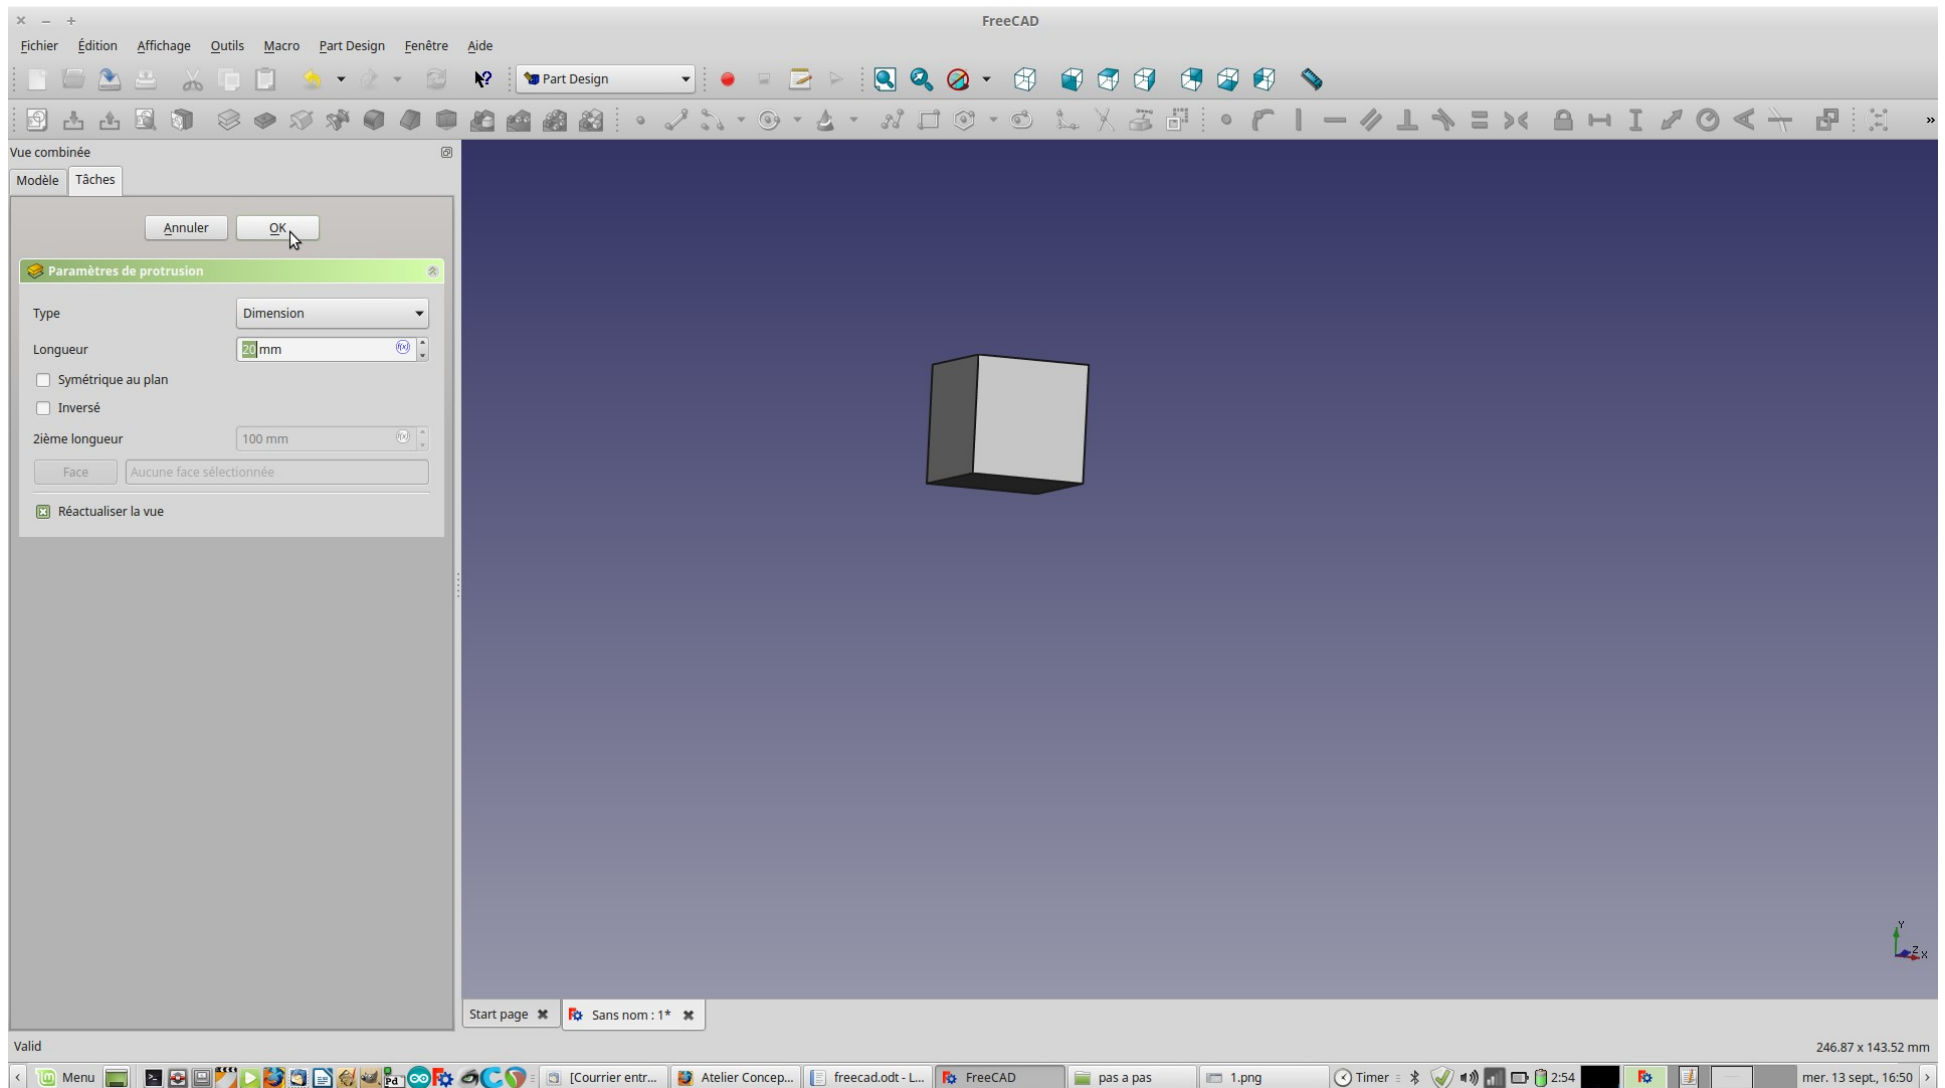 FreeCAD
Fichier Édition Affichage Outils Macro Part Design Fenêtre Aide
Part Design
»
Vue combinée
Modèle Tâches
Annuler OK
Paramètres de protrusion
Type Dimension
Longueur 20 mm
Symétrique au plan
Inversé
2ième longueur 100 mm
Face Aucune face sélectionnée
Réactualiser la vue
Y
Z X
Start page Sans nom : 1*
Valid 246.87 x 143.52 mm
Menu Pd [Courrier entr... Atelier Concep... freecad.odt - L... FreeCAD pas a pas 1.png Timer 2:54 mer. 13 sept., 16:50